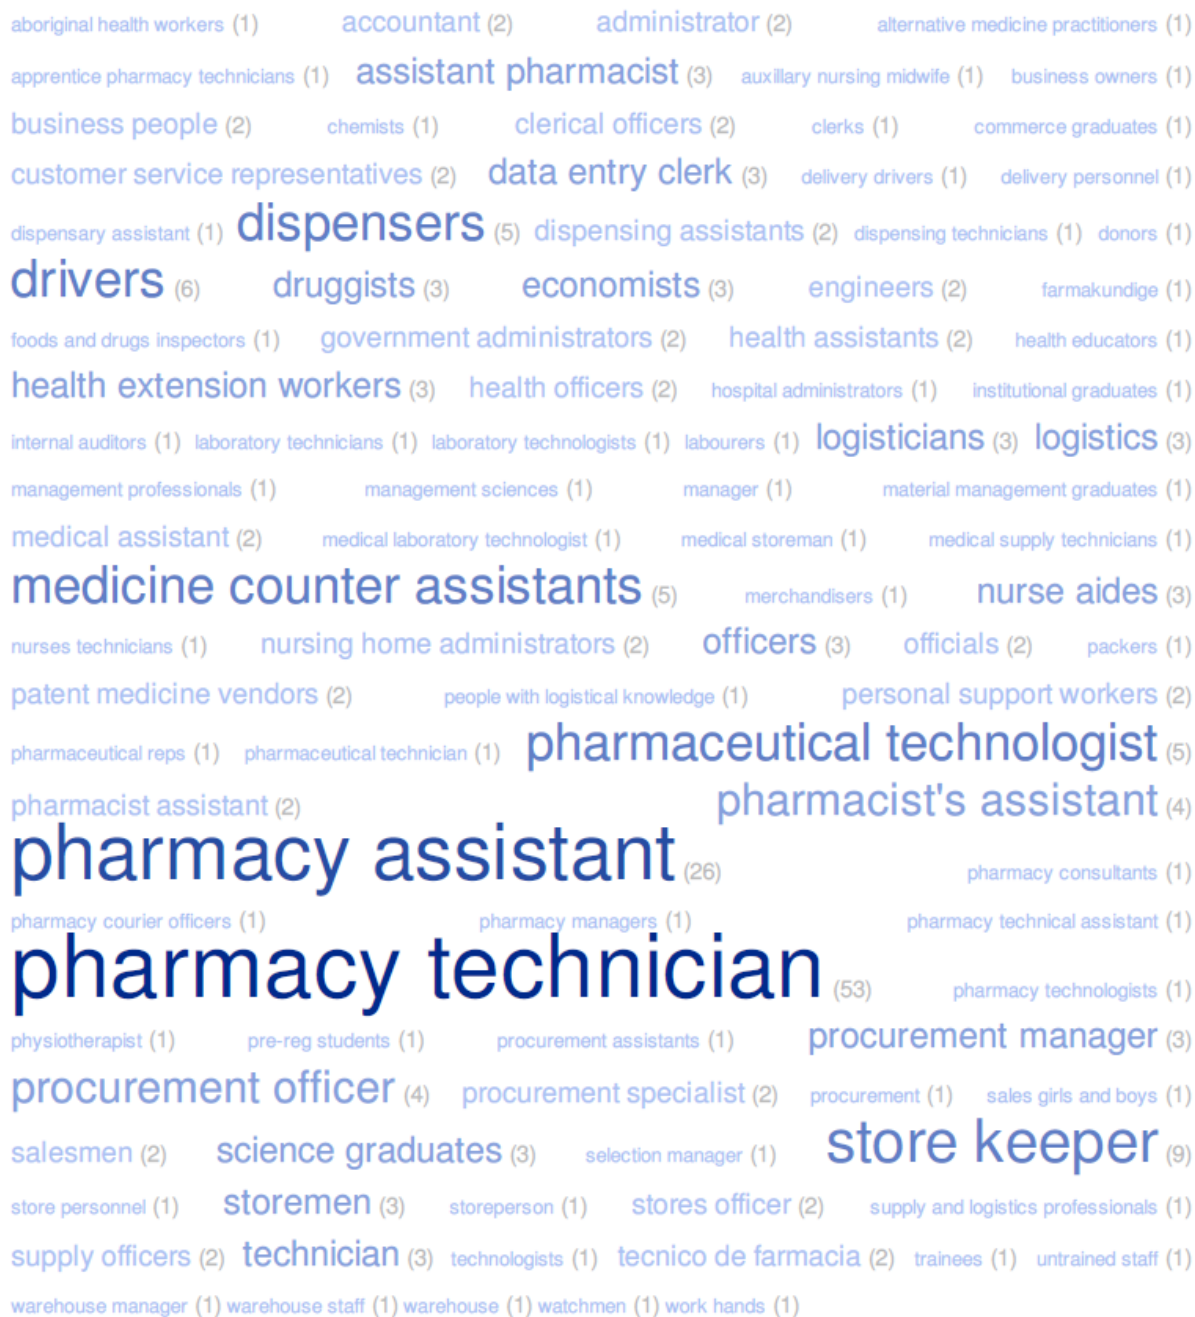 aboriginal health workers (1) accountant (2) administrator (2) alternative medicine practitioners (1)
apprentice pharmacy technicians (1) assistant pharmacist (3) auxillary nursing midwife (1) business owners (1)
business people (2) chemists (1) clerical officers (2) clerks (1) commerce graduates (1)
customer service representatives (2) data entry clerk (3) delivery drivers (1) delivery personnel (1)
dispensary assistant (1) dispensers (5) dispensing assistants (2) dispensing technicians (1) donors (1)
drivers (6) druggists (3) economists (3) engineers (2) farmakundige (1)
foods and drugs inspectors (1) government administrators (2) health assistants (2) health educators (1)
health extension workers (3) health officers (2) hospital administrators (1) institutional graduates (1)
internal auditors (1) laboratory technicians (1) laboratory technologists (1) labourers (1) logisticians (3) logistics (3)
management professionals (1) management sciences (1) manager (1) material management graduates (1)
medical assistant (2) medical laboratory technologist (1) medical storeman (1) medical supply technicians (1)
medicine counter assistants (5) merchandisers (1) nurse aides (3)
nurses technicians (1) nursing home administrators (2) officers (3) officials (2) packers (1)
patent medicine vendors (2) people with logistical knowledge (1) personal support workers (2)
pharmaceutical reps (1) pharmaceutical technician (1) pharmaceutical technologist (5)
pharmacist assistant (2) pharmacist's assistant (4)
pharmacy assistant (26) pharmacy consultants (1)
pharmacy courier officers (1) pharmacy managers (1) pharmacy technical assistant (1)
pharmacy technician (53) pharmacy technologists (1)
physiotherapist (1) pre-reg students (1) procurement assistants (1) procurement manager (3)
procurement officer (4) procurement specialist (2) procurement (1) sales girls and boys (1)
salesmen (2) science graduates (3) selection manager (1) store keeper (9)
store personnel (1) storemen (3) storeperson (1) stores officer (2) supply and logistics professionals (1)
supply officers (2) technician (3) technologists (1) tecnico de farmacia (2) trainees (1) untrained staff (1)
warehouse manager (1) warehouse staff (1) warehouse (1) watchmen (1) work hands (1)